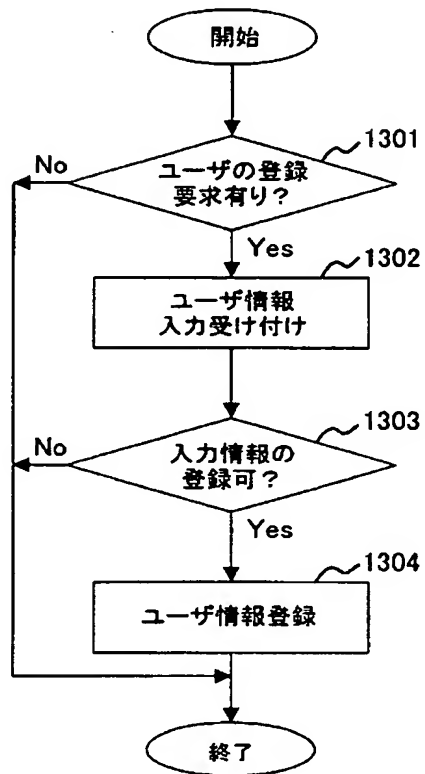 開始
1301
No
ユーザの登録
要求有り？
Yes
1302
ユーザ情報
入力受け付け
1303
No
入力情報の
登録可？
Yes
1304
ユーザ情報登録
終了